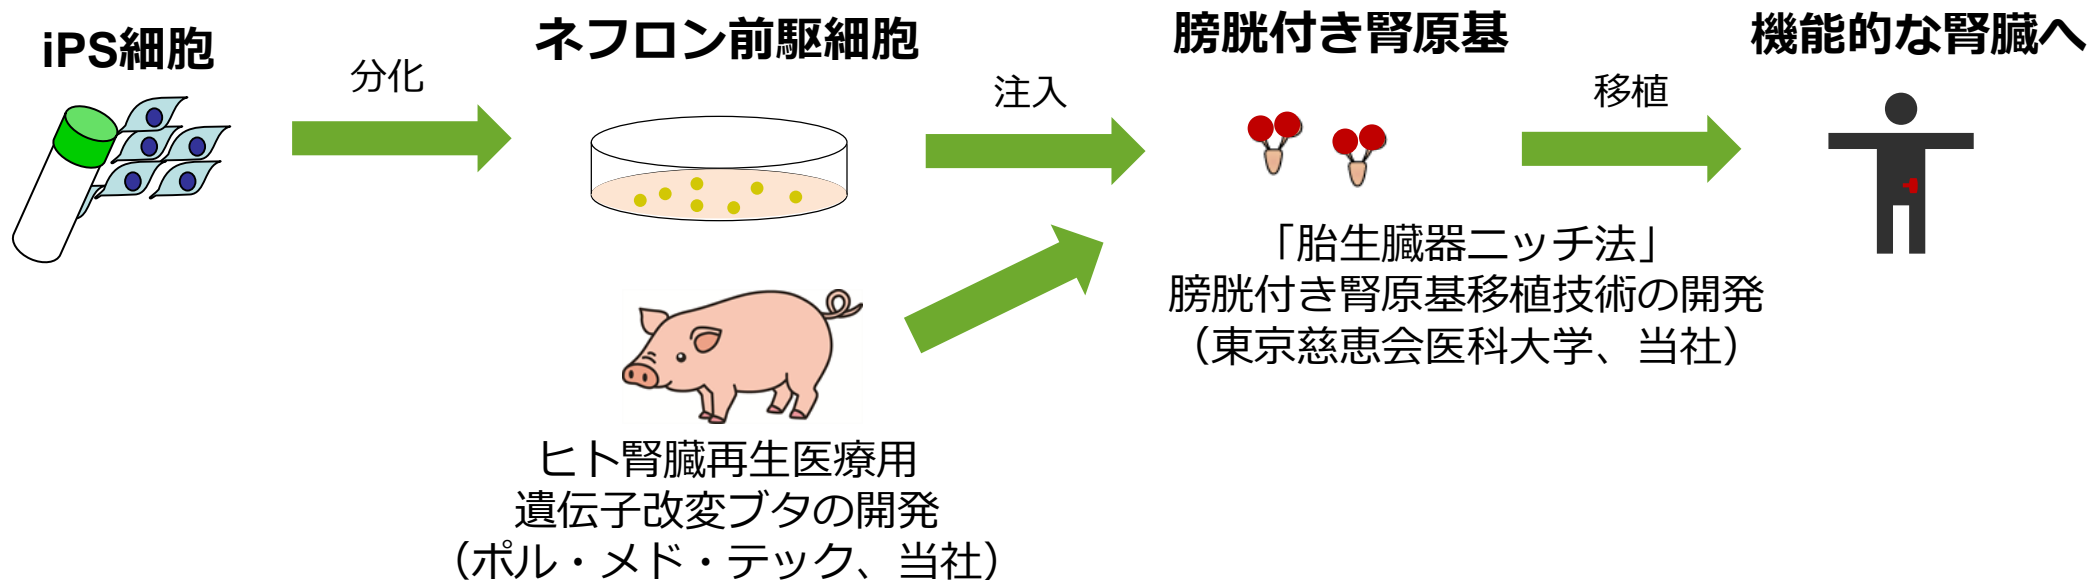 iPS細胞
分化
ネフロン前駆細胞
注入
膀胱付き腎原基
移植
機能的な腎臓へ
「胎生臓器ニッチ法」
膀胱付き腎原基移植技術の開発
（東京慈恵会医科大学、当社）
ヒト腎臓再生医療用
遺伝子改変ブタの開発
（ポル・メド・テック、当社）